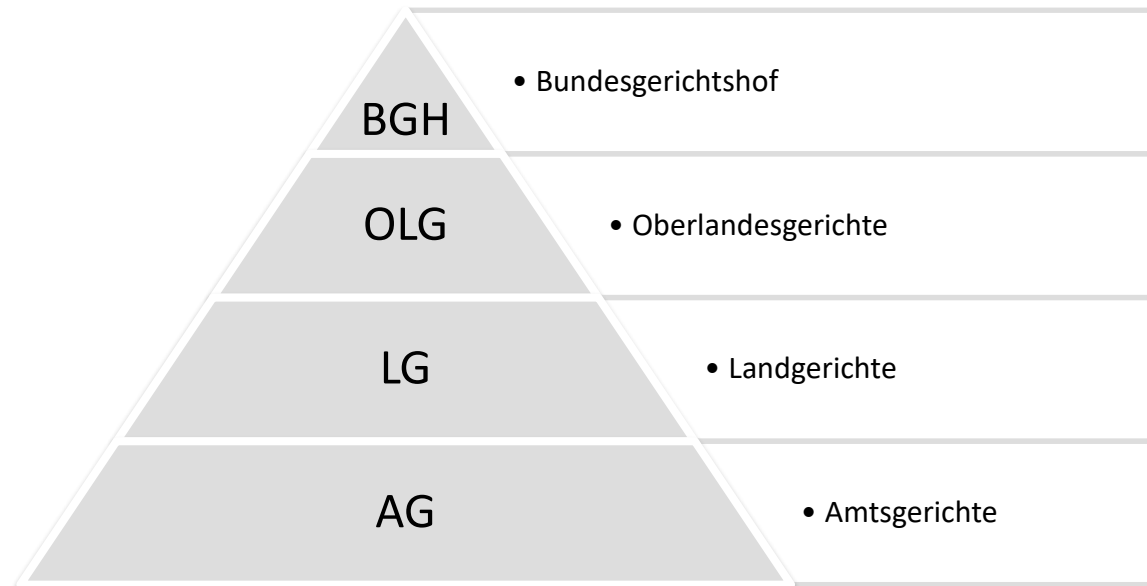 BGH
• Bundesgerichtshof
OLG
• Oberlandesgerichte
LG
• Landgerichte
AG
• Amtsgerichte